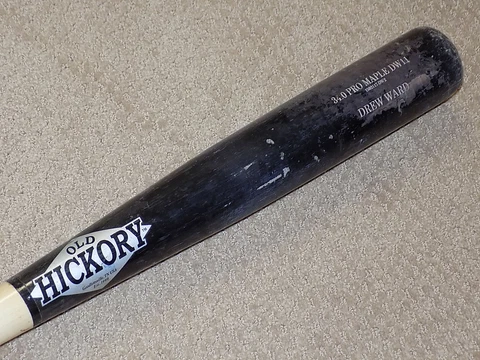 34.0 PRO MAPLE DW11
DREW WARD
OLD
HICKORY